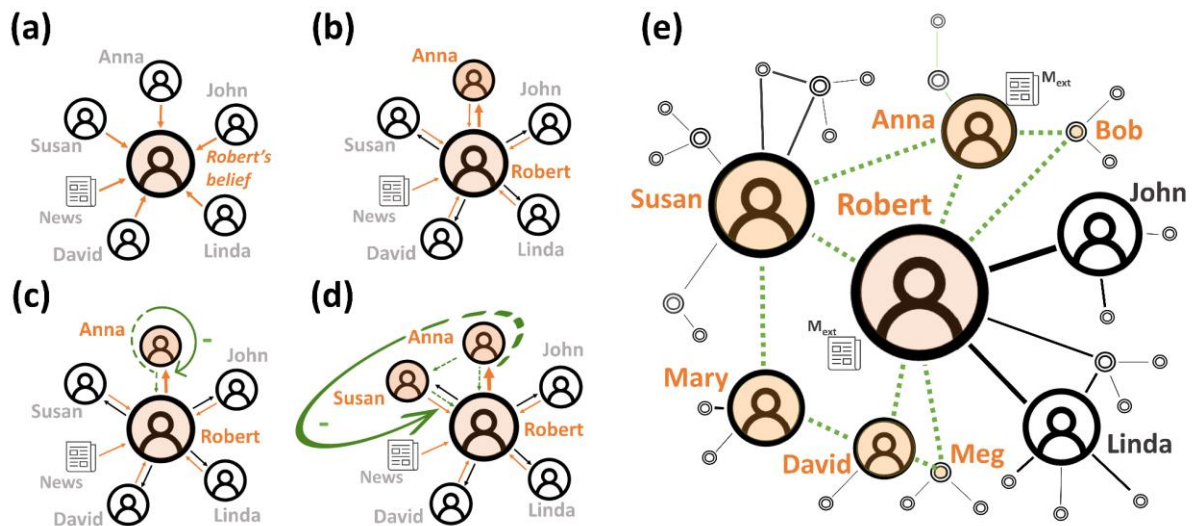 (a)
Anna
John
Susan
Robert's
belief
News
David
Linda
(b)
Anna
John
Susan
Robert
News
David
Linda
(c)
Anna
-
John
Susan
Robert
News
David
Linda
(d)
Anna
John
Susan
-
Robert
News
David
Linda
(e)
M_ext
Anna
Bob
Susan
Robert
John
M_ext
Mary
David
Meg
Linda